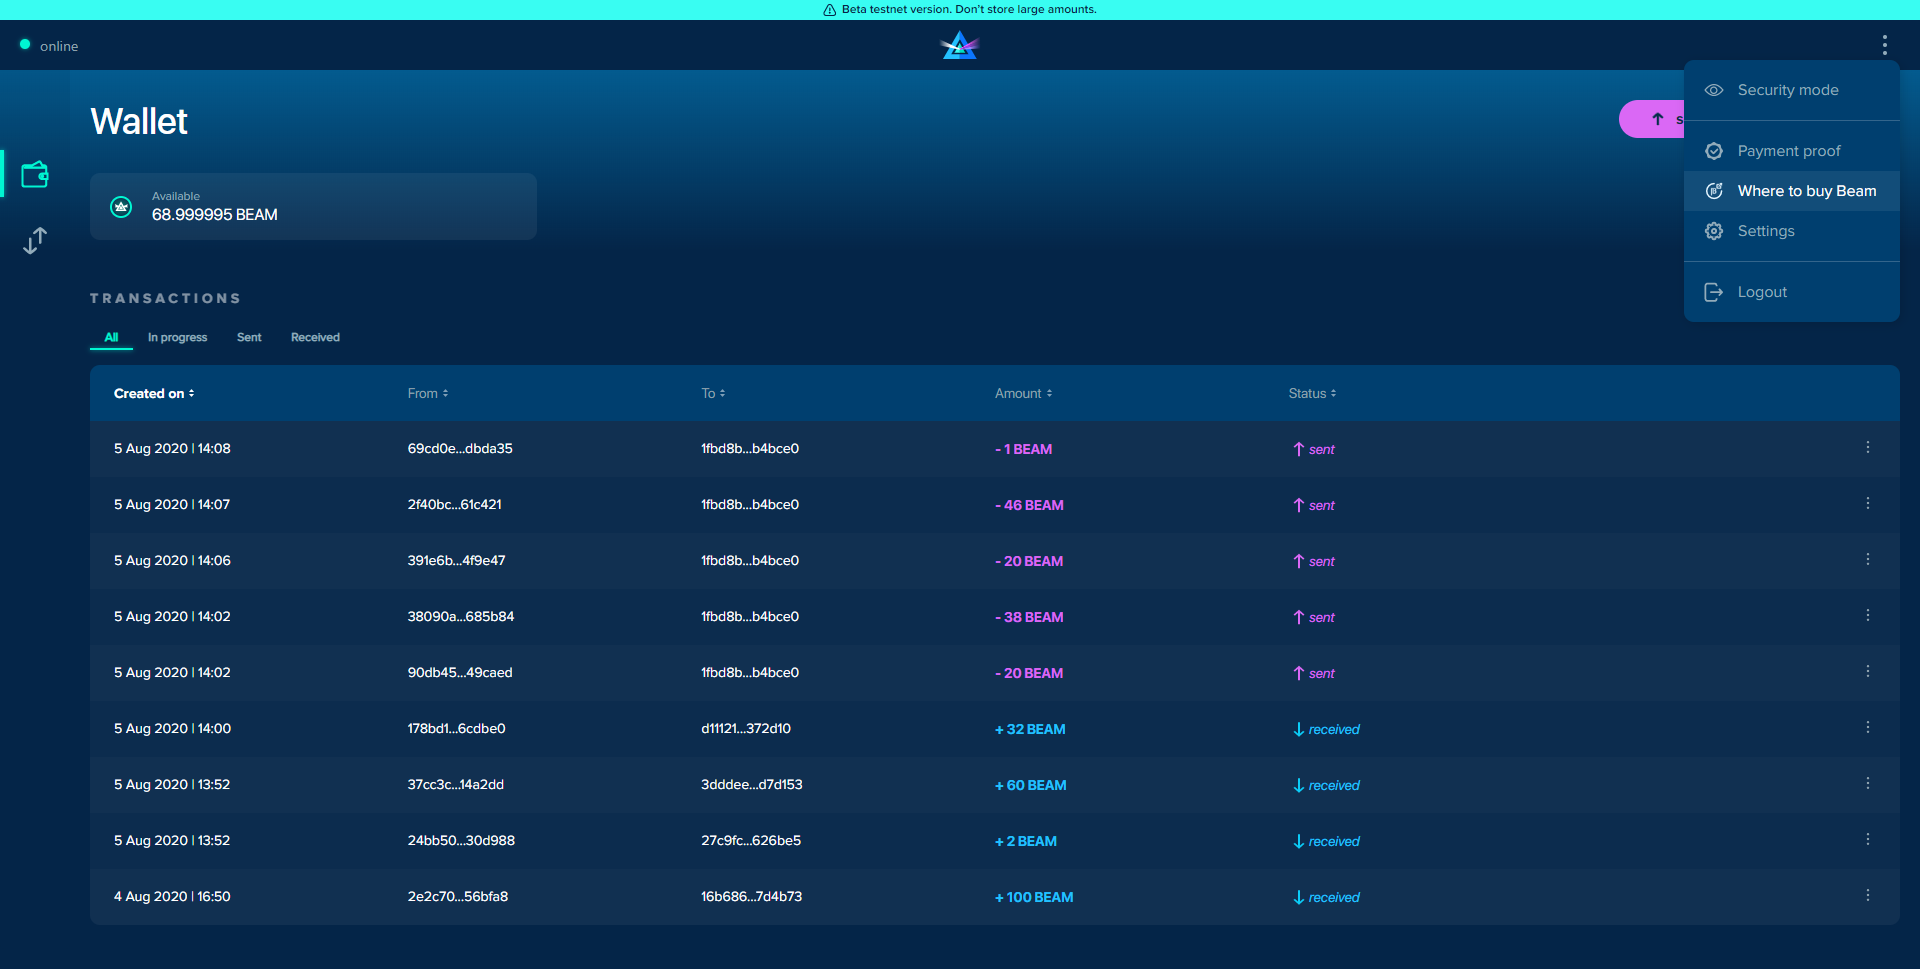 Beta testnet version. Don't store large amounts.
online
Wallet
Security mode
Payment proof
Where to buy Beam
Settings
Logout
Available
68.999995 BEAM
TRANSACTIONS
All In progress Sent Received
Created on From To Amount Status
5 Aug 2020 | 14:08 69cd0e...dbda35 1fbd8b...b4bce0 - 1 BEAM sent
5 Aug 2020 | 14:07 2f40bc...61c421 1fbd8b...b4bce0 - 46 BEAM sent
5 Aug 2020 | 14:06 391e6b...4f9e47 1fbd8b...b4bce0 - 20 BEAM sent
5 Aug 2020 | 14:02 38090a...685b84 1fbd8b...b4bce0 - 38 BEAM sent
5 Aug 2020 | 14:02 90db45...49caed 1fbd8b...b4bce0 - 20 BEAM sent
5 Aug 2020 | 14:00 178bd1...6cdbe0 d11121...372d10 + 32 BEAM received
5 Aug 2020 | 13:52 37cc3c...14a2dd 3dddee...d7d153 + 60 BEAM received
5 Aug 2020 | 13:52 24bb50...30d988 27c9fc...626be5 + 2 BEAM received
4 Aug 2020 | 16:50 2e2c70...56bfa8 16b686...7d4b73 + 100 BEAM received